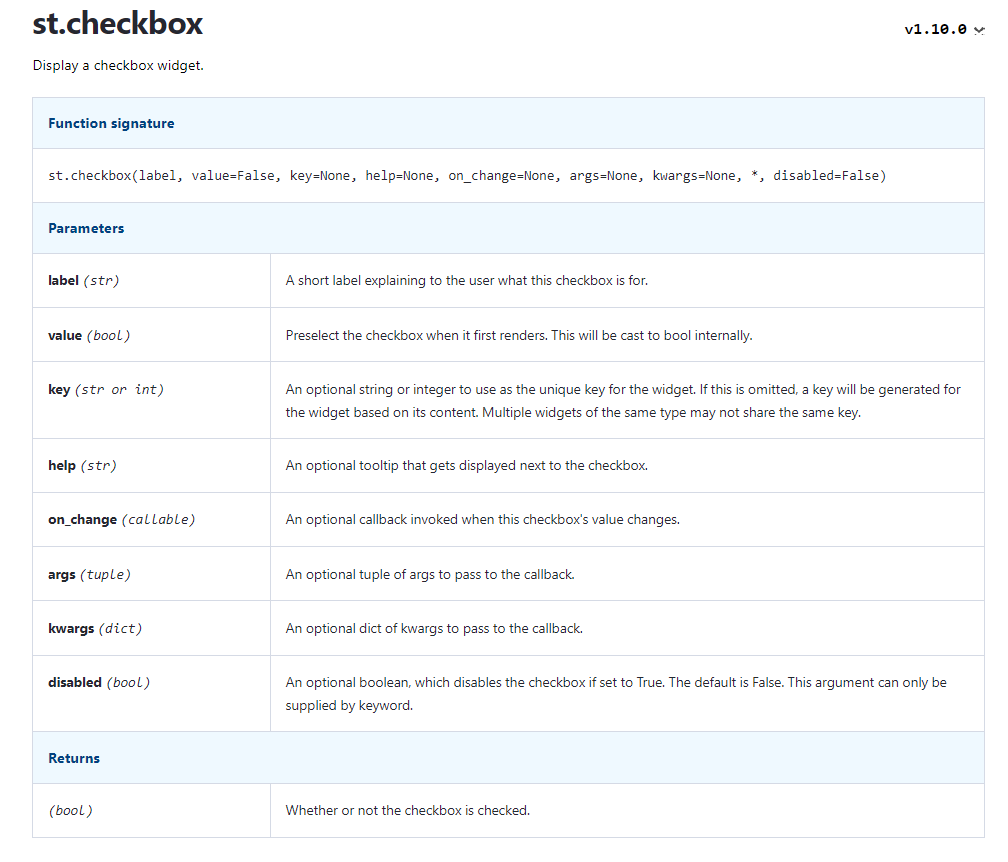 st.checkbox
v1.10.0
Display a checkbox widget.
Function signature
st.checkbox(label, value=False, key=None, help=None, on_change=None, args=None, kwargs=None, *, disabled=False)
Parameters
label (str) A short label explaining to the user what this checkbox is for.
value (bool) Preselect the checkbox when it first renders. This will be cast to bool internally.
key (str or int) An optional string or integer to use as the unique key for the widget. If this is omitted, a key will be generated for
the widget based on its content. Multiple widgets of the same type may not share the same key.
help (str) An optional tooltip that gets displayed next to the checkbox.
on_change (callable) An optional callback invoked when this checkbox's value changes.
args (tuple) An optional tuple of args to pass to the callback.
kwargs (dict) An optional dict of kwargs to pass to the callback.
disabled (bool) An optional boolean, which disables the checkbox if set to True. The default is False. This argument can only be
supplied by keyword.
Returns
(bool) Whether or not the checkbox is checked.